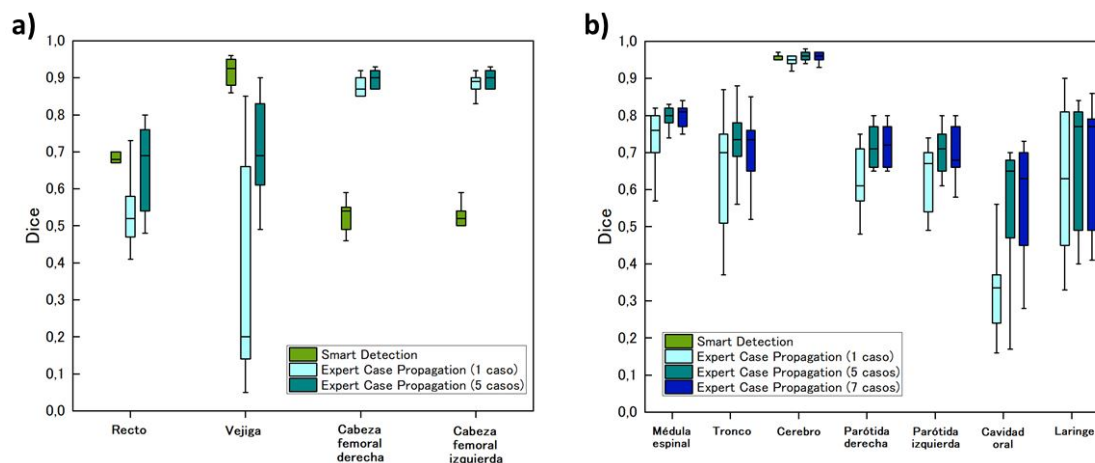 a)
1,0
0,9
0,8
0,7
0,6
0,5
0,4
0,3
0,2
0,1
0,0
Dice
Smart Detection
Expert Case Propagation (1 caso)
Expert Case Propagation (5 casos)
Recto
Vejiga
Cabeza
femoral
derecha
Cabeza
femoral
izquierda
b)
1,0
0,9
0,8
0,7
0,6
0,5
0,4
0,3
0,2
0,1
0,0
Dice
Smart Detection
Expert Case Propagation (1 caso)
Expert Case Propagation (5 casos)
Expert Case Propagation (7 casos)
Médula
espinal
Tronco
Cerebro
Parótida
derecha
Parótida
izquierda
Cavidad
oral
Laringe